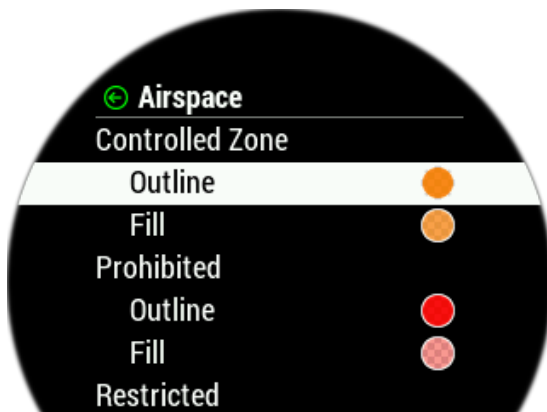 Airspace
Controlled Zone
Outline
Fill
Prohibited
Outline
Fill
Restricted